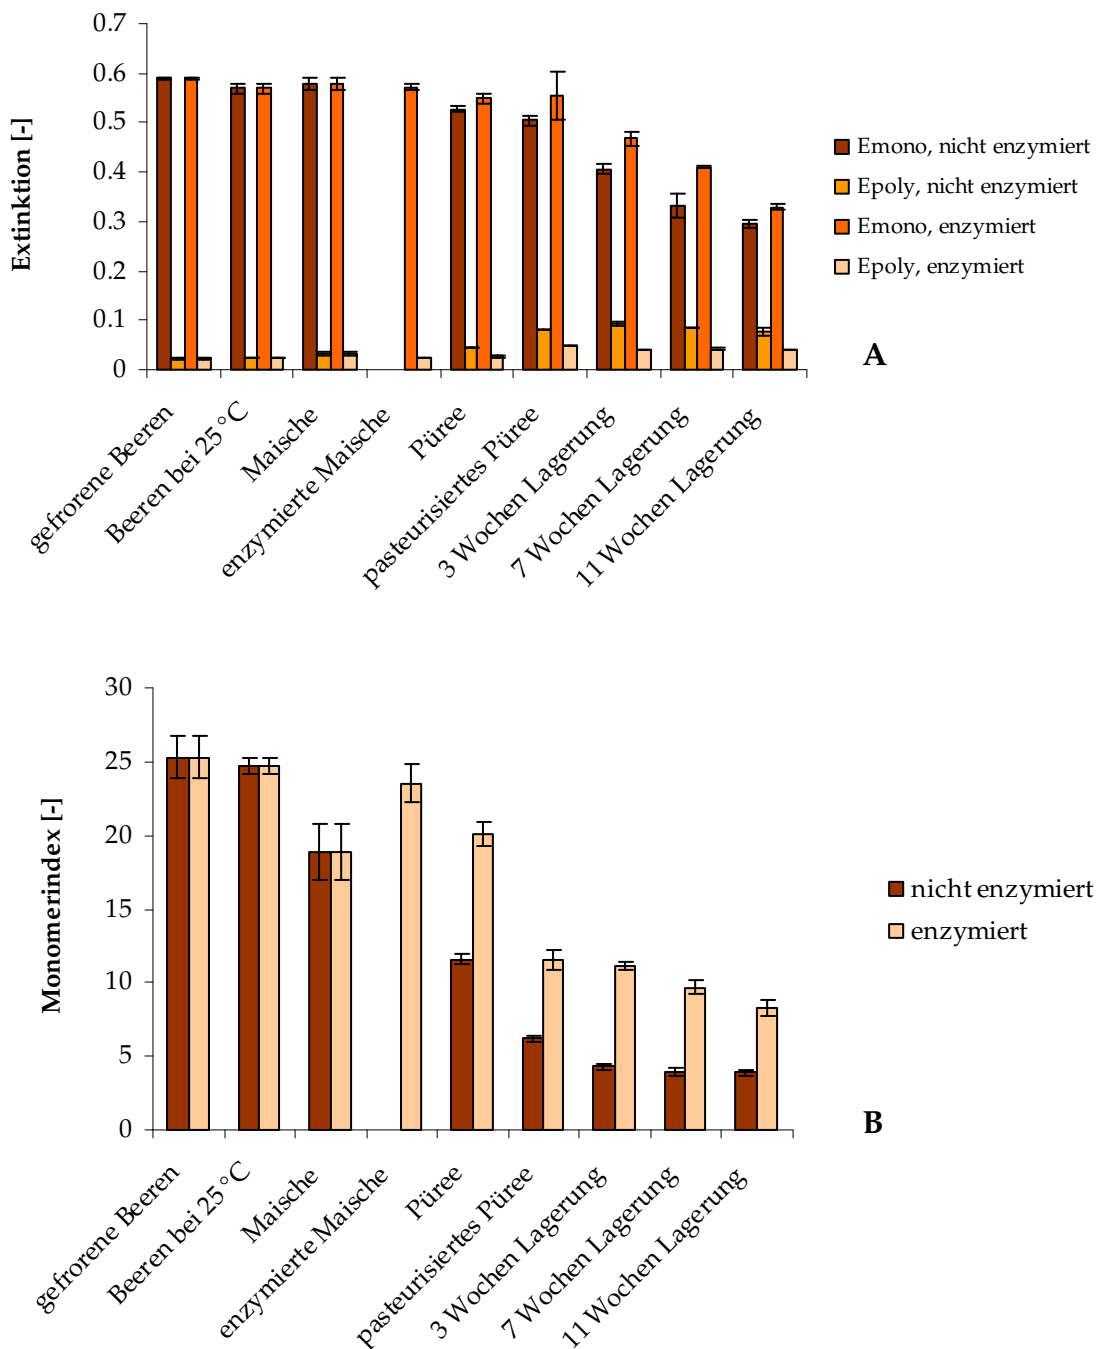 0.7
0.6
0.5
0.4
0.3
0.2
0.1
0
Extinktion [-]
gefrorene Beeren
Beeren bei 25 °C
Maische
enzymierte Maische
Püree
pasteurisiertes Püree
3 Wochen Lagerung
7 Wochen Lagerung
11 Wochen Lagerung
Emono, nicht enzymiert
Epoly, nicht enzymiert
Emono, enzymiert
Epoly, enzymiert
A
30
25
20
15
10
5
0
Monomerindex [-]
gefrorene Beeren
Beeren bei 25 °C
Maische
enzymierte Maische
Püree
pasteurisiertes Püree
3 Wochen Lagerung
7 Wochen Lagerung
11 Wochen Lagerung
nicht enzymiert
enzymiert
B